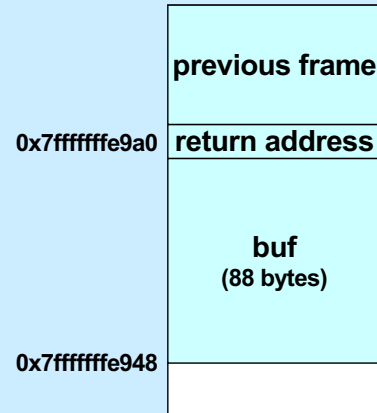 previous frame
0x7fffffffe9a0 return address
buf
(88 bytes)
0x7fffffffe948